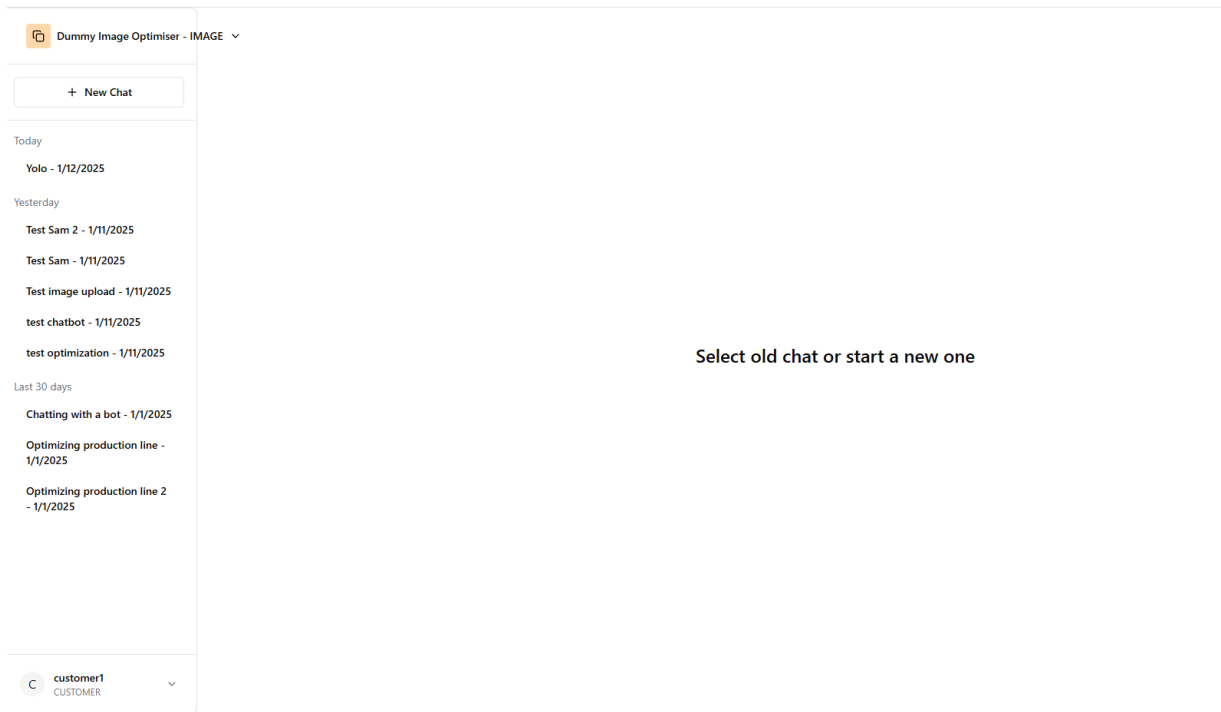 Dummy Image Optimiser - IMAGE
+ New Chat
Today
Yolo - 1/12/2025
Yesterday
Test Sam 2 - 1/11/2025
Test Sam - 1/11/2025
Test image upload - 1/11/2025
test chatbot - 1/11/2025
test optimization - 1/11/2025
Last 30 days
Chatting with a bot - 1/1/2025
Optimizing production line -
1/1/2025
Optimizing production line 2
- 1/1/2025
Select old chat or start a new one
C
customer1
CUSTOMER